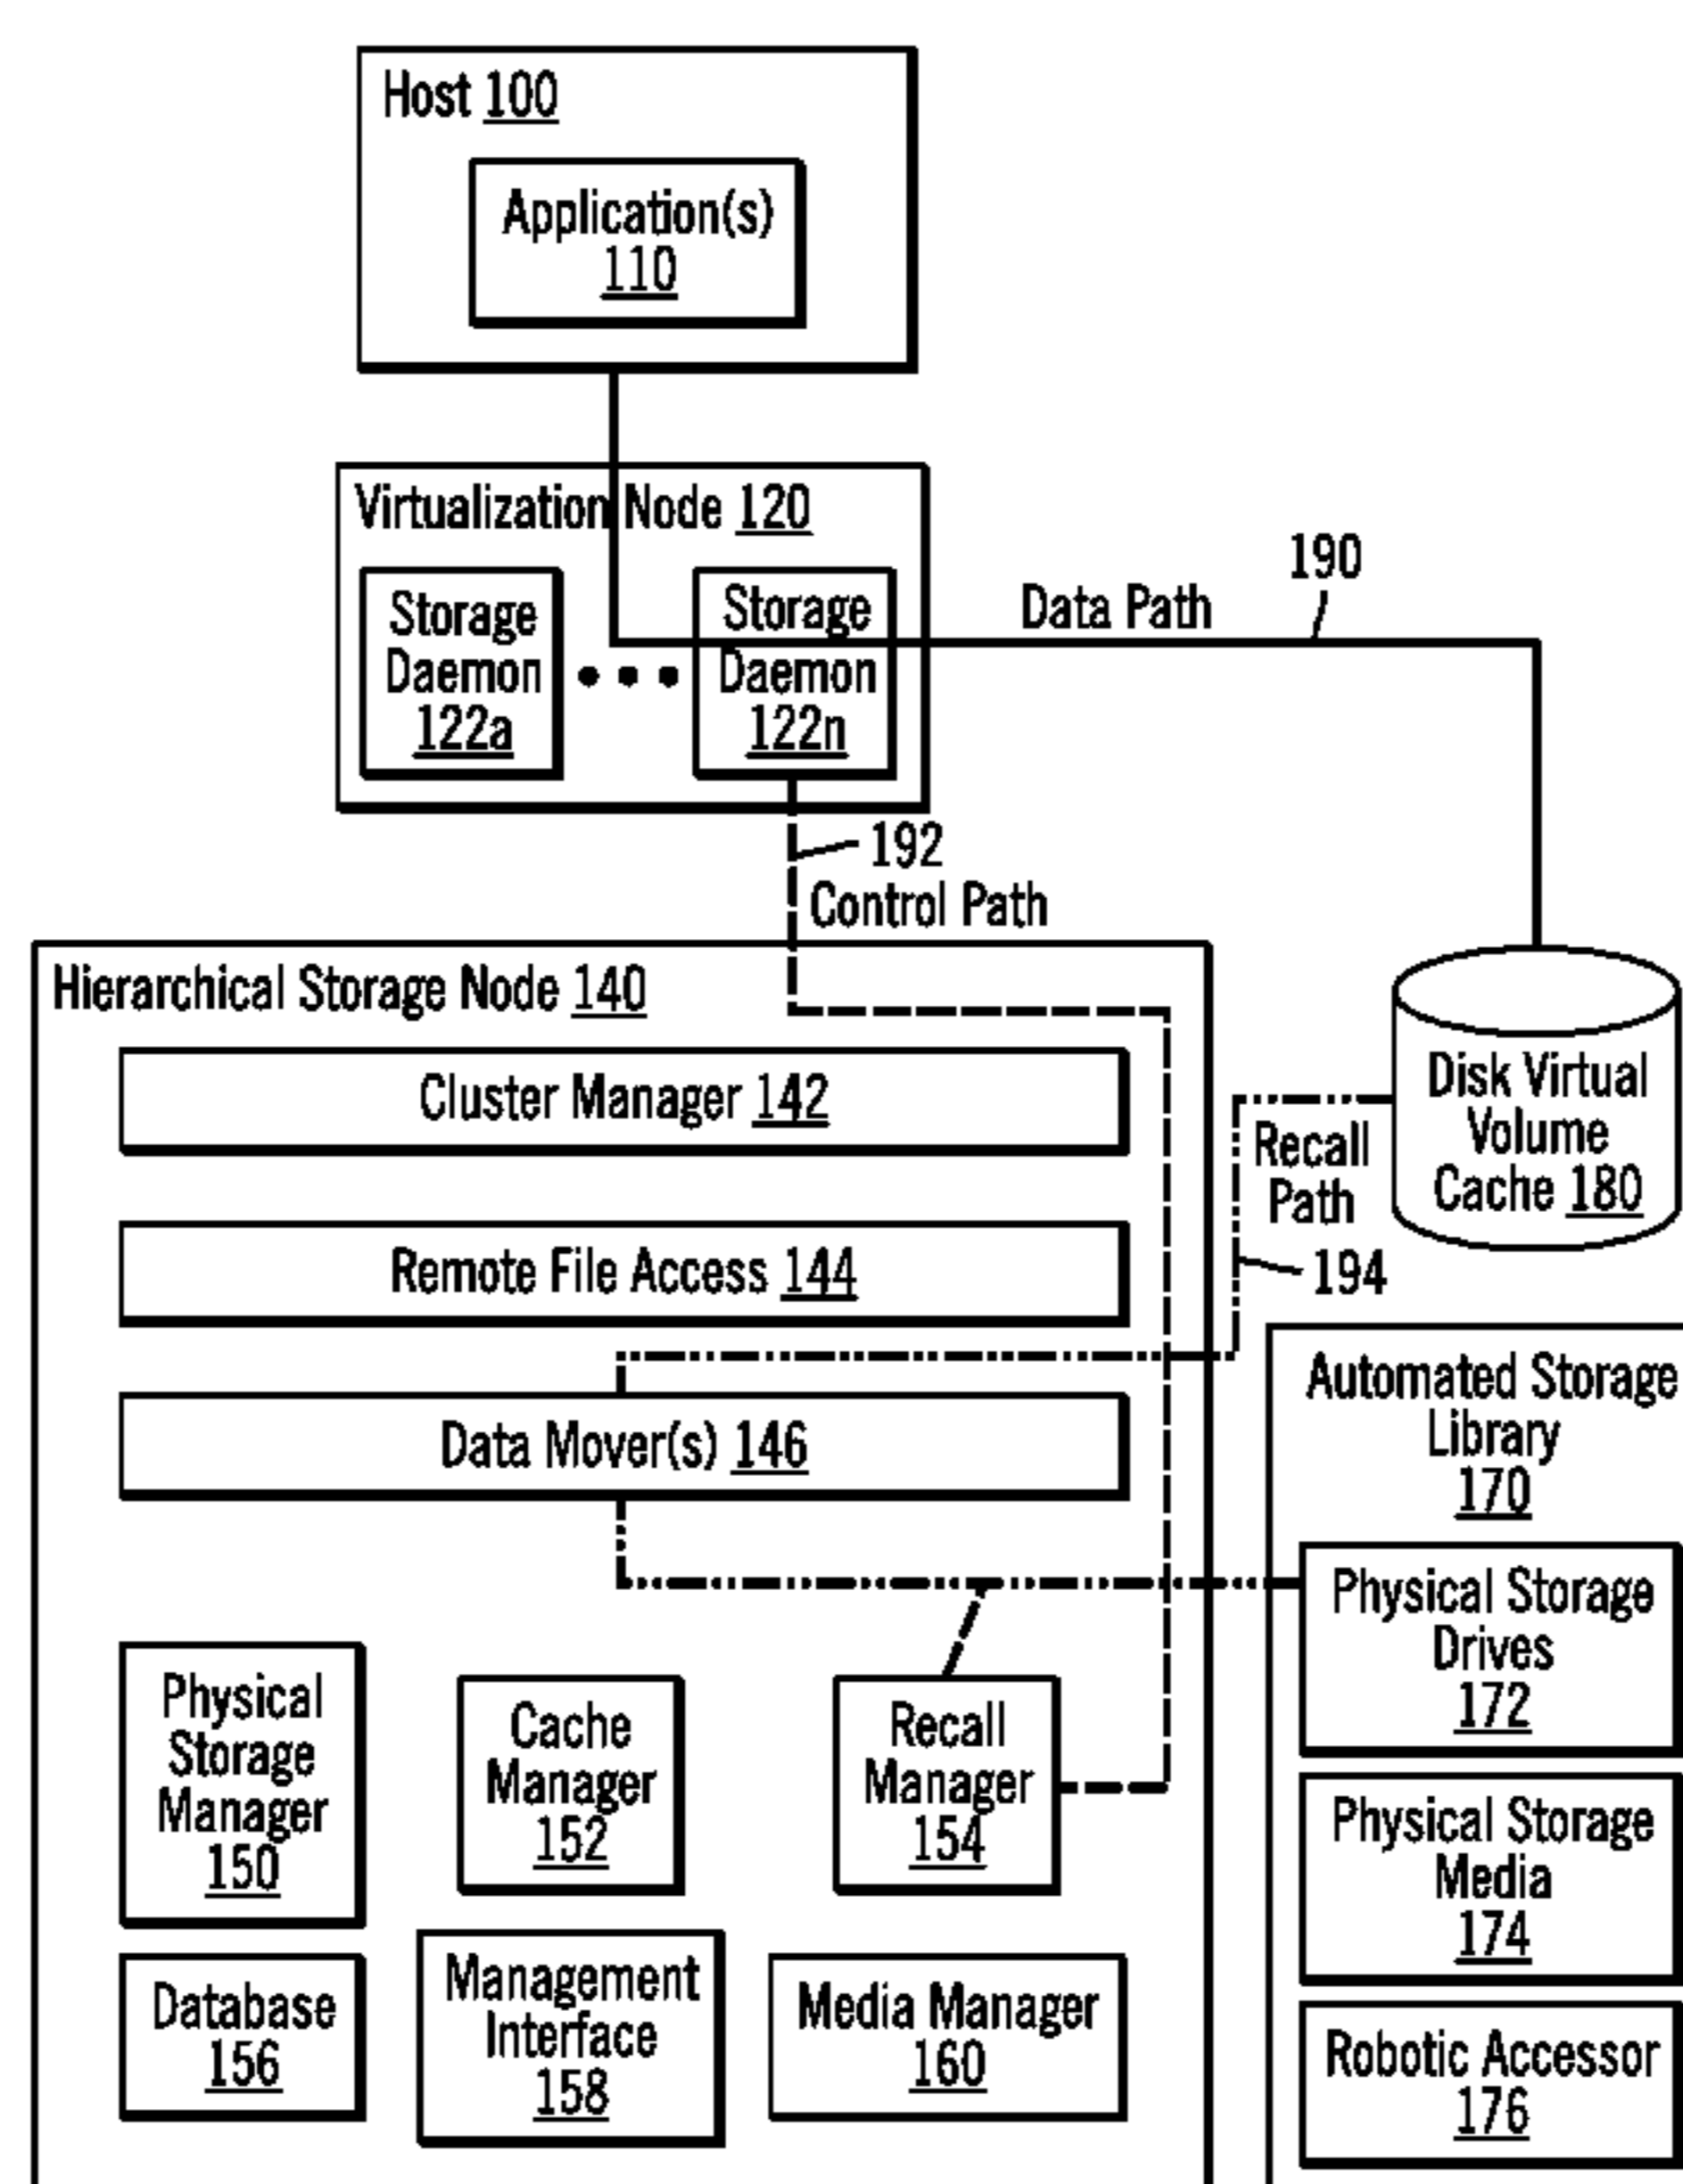 Host 100
Application(s)
110
Virtualization Node 120
Storage
Daemon
122a
Storage
Daemon
122n
Data Path
190
192
Control Path
Hierarchical Storage Node 140
Cluster Manager 142
Remote File Access 144
Data Mover(s) 146
Disk Virtual
Volume
Cache 180
Recall
Path
194
Automated Storage
Library
170
Physical Storage
Drives
172
Physical Storage
Media
174
Robotic Accessor
176
Physical
Storage
Manager
150
Cache
Manager
152
Recall
Manager
154
Database
156
Management
Interface
158
Media Manager
160